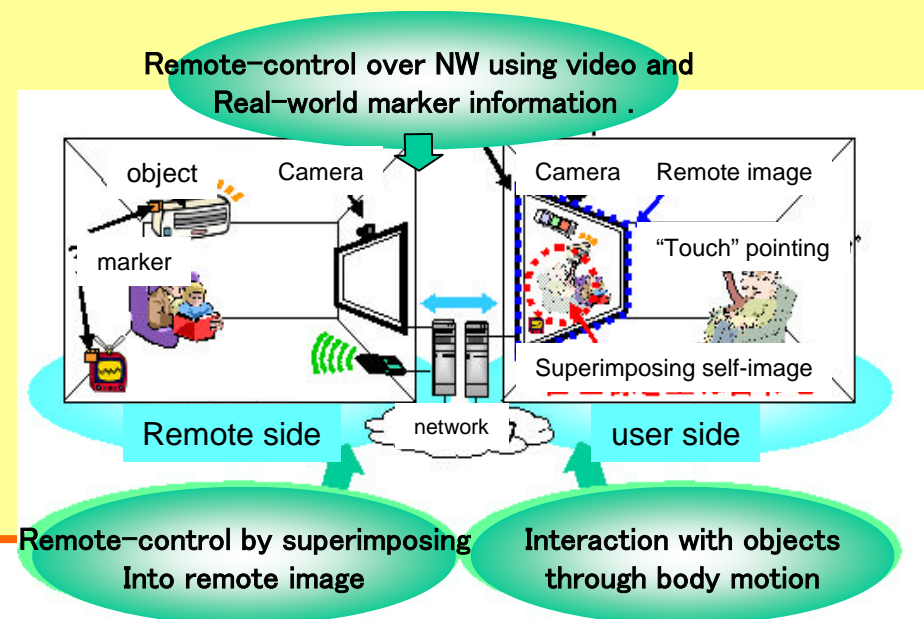 Remote-control over NW using video and
Real-world marker information .
object
Camera
Camera
Remote image
marker
“Touch” pointing
Superimposing self-image
Remote side
network
user side
Remote-control by superimposing
Into remote image
Interaction with objects
through body motion